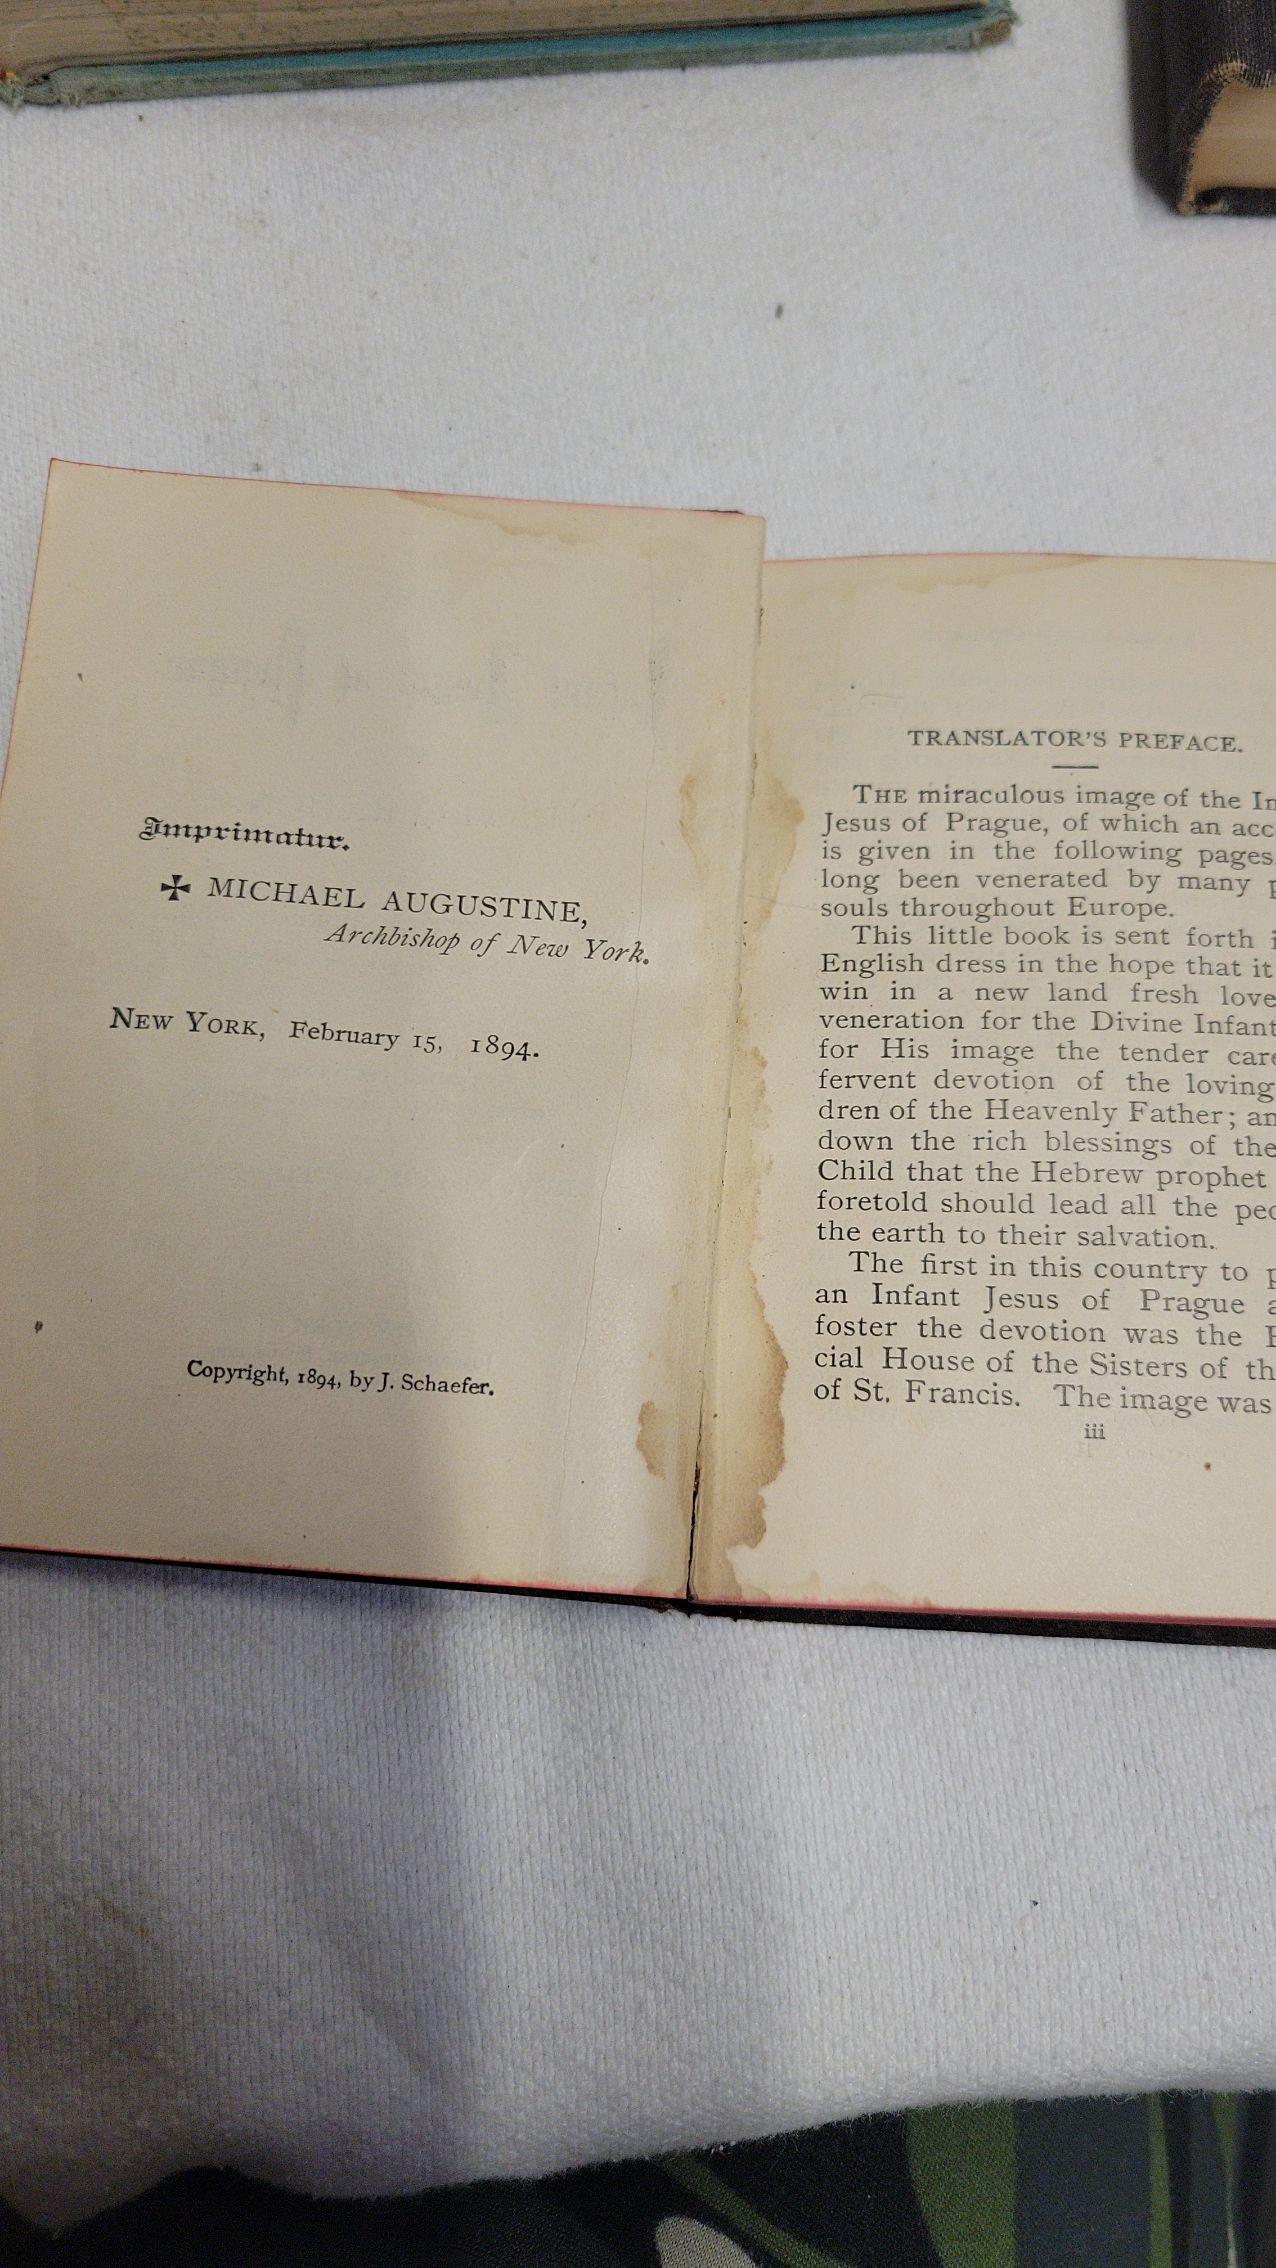 Imprimatur.
✠ MICHAEL AUGUSTINE,
Archbishop of New York.
NEW YORK, February 15, 1894.
Copyright, 1894, by J. Schaefer.
TRANSLATOR'S PREFACE.
THE miraculous image of the
Jesus of Prague, of which an
is given in the following pages,
long been venerated by many
souls throughout Europe.
This little book is sent forth
English dress in the hope that it
win in a new land fresh love
veneration for the Divine Infant
for His image the tender
fervent devotion of the loving
dren of the Heavenly Father;
down the rich blessings of the
Child that the Hebrew prophet
foretold should lead all the
the earth to their salvation.
The first in this country to
an Infant Jesus of Prague
foster the devotion was the
cial House of the Sisters of
of St. Francis. The image was
iii